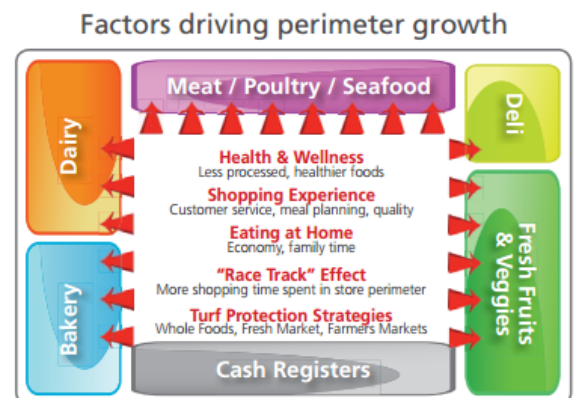 Factors driving perimeter growth
Meat / Poultry / Seafood
Dairy
Deli
Health & Wellness
Less processed, healthier foods
Shopping Experience
Customer service, meal planning, quality
Eating at Home
Economy, family time
"Race Track" Effect
More shopping time spent in store perimeter
Turf Protection Strategies
Whole Foods, Fresh Market, Farmers Markets
Bakery
Fresh Fruits
& Veggies
Cash Registers